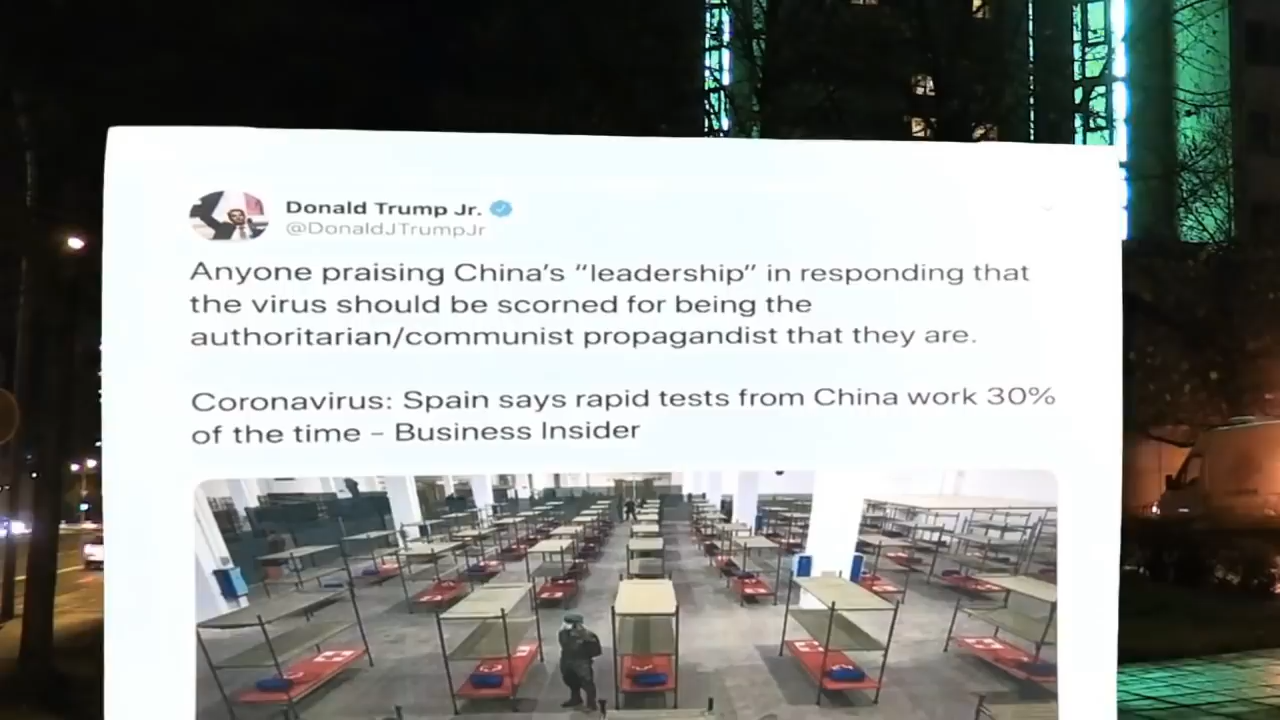 Donald Trump Jr.
@DonaldJTrumpJr
Anyone praising China's "leadership" in responding that
the virus should be scorned for being the
authoritarian/communist propagandist that they are.
Coronavirus: Spain says rapid tests from China work 30%
of the time – Business Insider